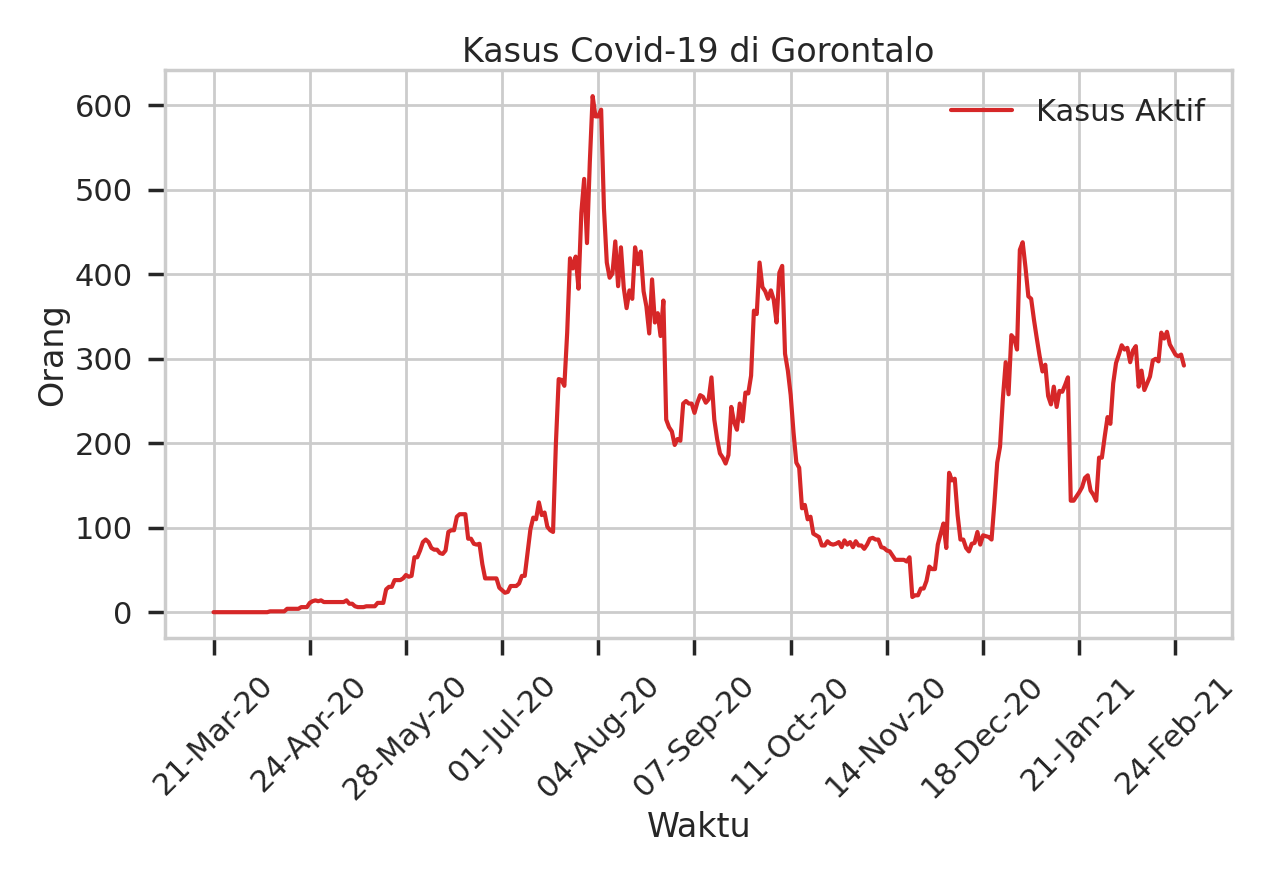 Kasus Covid-19 di Gorontalo
Kasus Aktif
Orang
600
500
400
300
200
100
0
21-Mar-20
24-Apr-20
28-May-20
01-Jul-20
04-Aug-20
07-Sep-20
11-Oct-20
14-Nov-20
18-Dec-20
21-Jan-21
24-Feb-21
Waktu